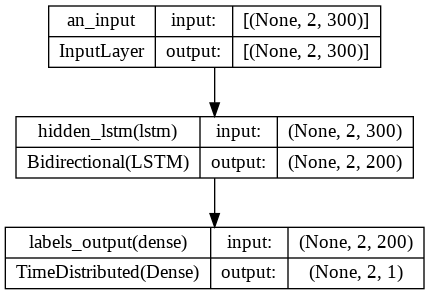 an_input input: [(None, 2, 300)]
InputLayer output: [(None, 2, 300)]
hidden_lstm(lstm) input: (None, 2, 300)
Bidirectional(LSTM) output: (None, 2, 200)
labels_output(dense) input: (None, 2, 200)
TimeDistributed(Dense) output: (None, 2, 1)